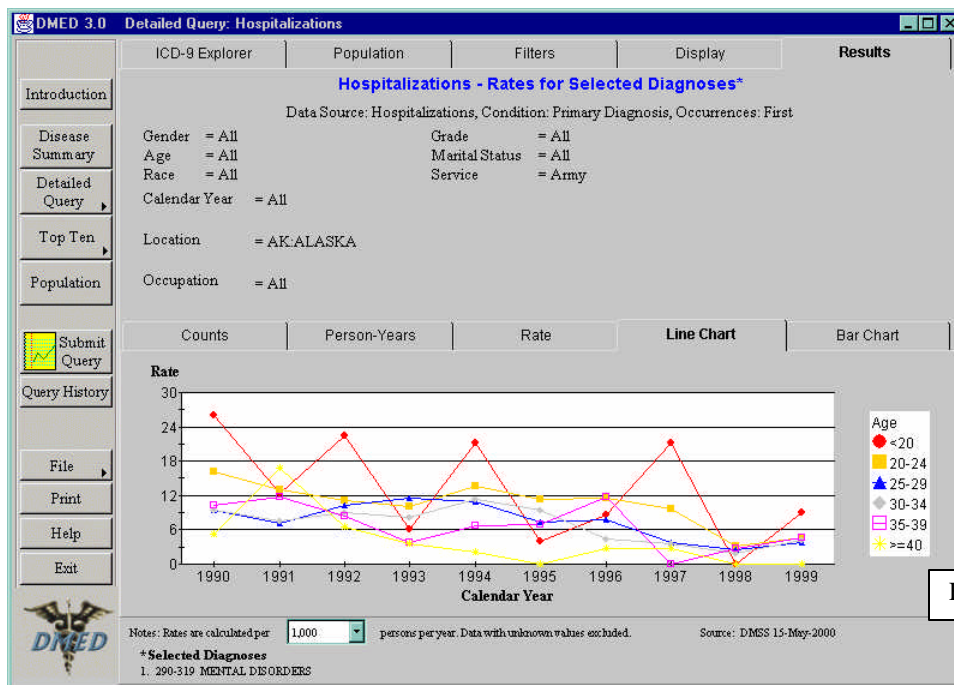 DMED 3.0 Detailed Query: Hospitalizations
ICD-9 Explorer Population Filters Display Results
Introduction
Disease
Summary
Detailed
Query
Top Ten
Population
Submit
Query
Query History
File
Print
Help
Exit
DMED
Hospitalizations - Rates for Selected Diagnoses*
Data Source: Hospitalizations, Condition: Primary Diagnosis, Occurrences: First
Gender = All Grade = All
Age = All Marital Status = All
Race = All Service = Army
Calendar Year = All
Location = AK:ALASKA
Occupation = All
Counts Person-Years Rate Line Chart Bar Chart
Rate
30
24
18
12
6
0
1990 1991 1992 1993 1994 1995 1996 1997 1998 1999
Calendar Year
Age
<20
20-24
25-29
30-34
35-39
>=40
Notes: Rates are calculated per 1,000 persons per year. Data with unknown values excluded. Source: DMSS 15-May-2000
*Selected Diagnoses
1. 290-319 MENTAL DISORDERS